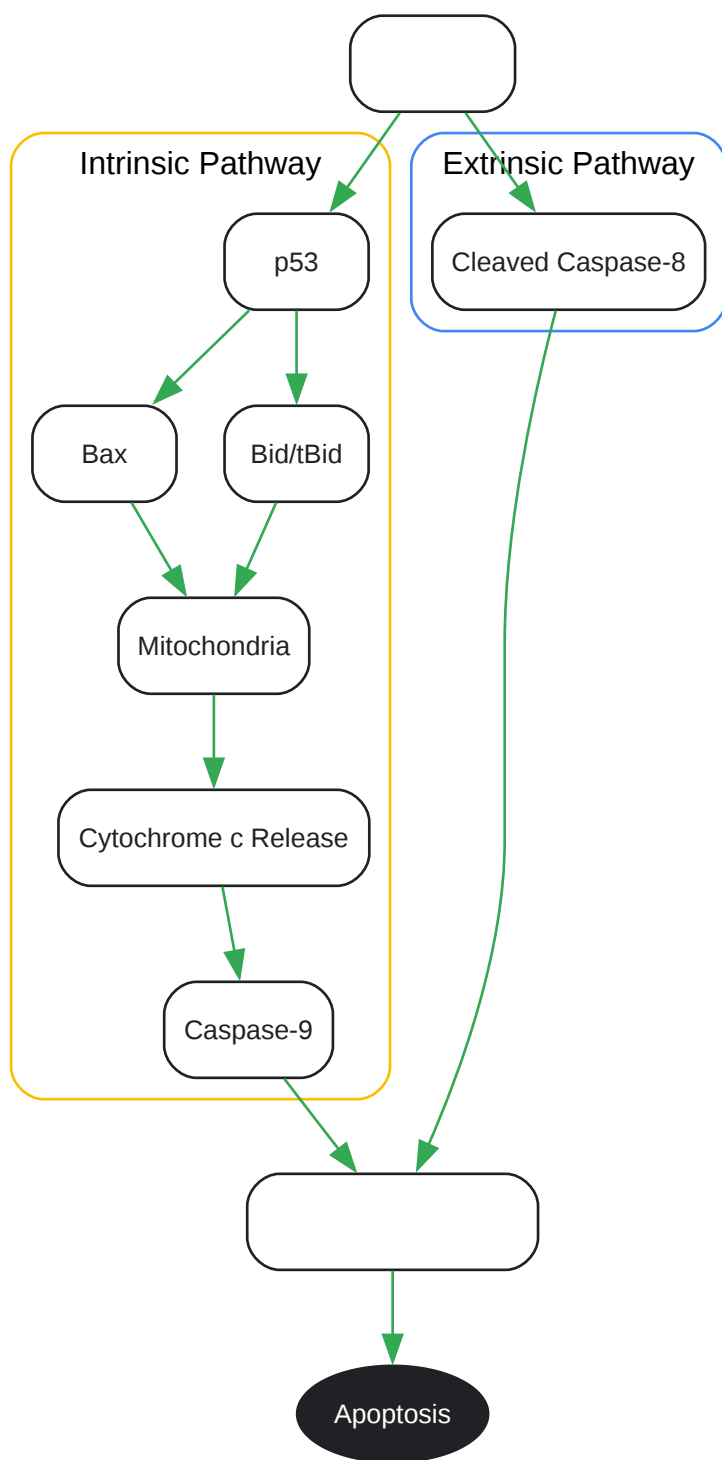 Intrinsic Pathway
Extrinsic Pathway
p53
Cleaved Caspase-8
Bax
Bid/tBid
Mitochondria
Cytochrome c Release
Caspase-9
Apoptosis